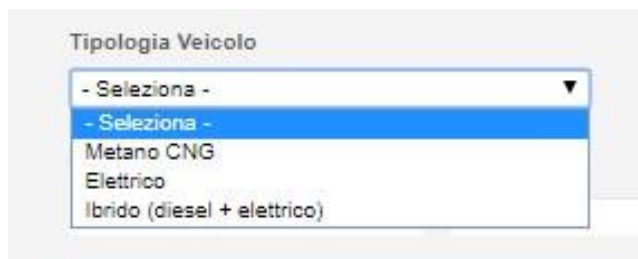 Tipologia Veicolo
- Seleziona -
- Seleziona -
Metano CNG
Elettrico
Ibrido (diesel + elettrico)